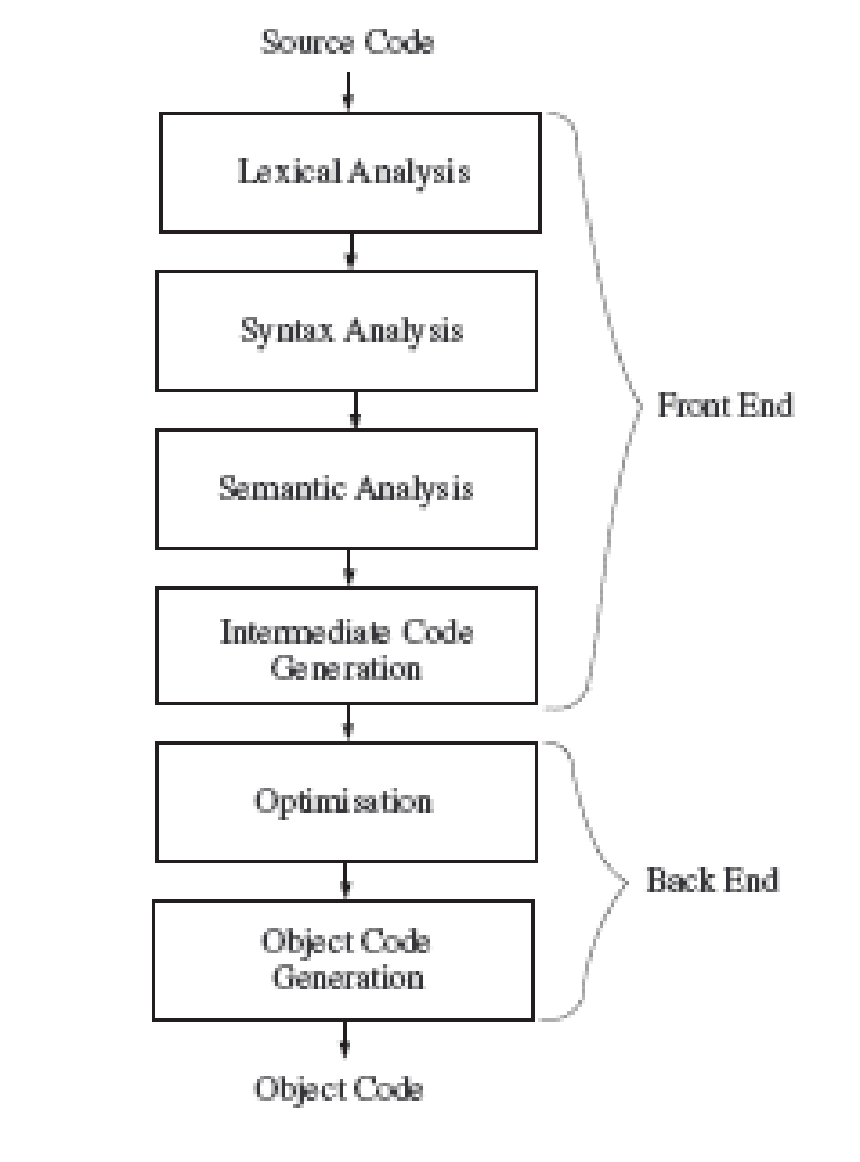 Source Code
Lexical Analysis
Syntax Analysis
Front End
Semantic Analysis
Intermediate Code
Generation
Optimisation
Back End
Object Code
Generation
Object Code